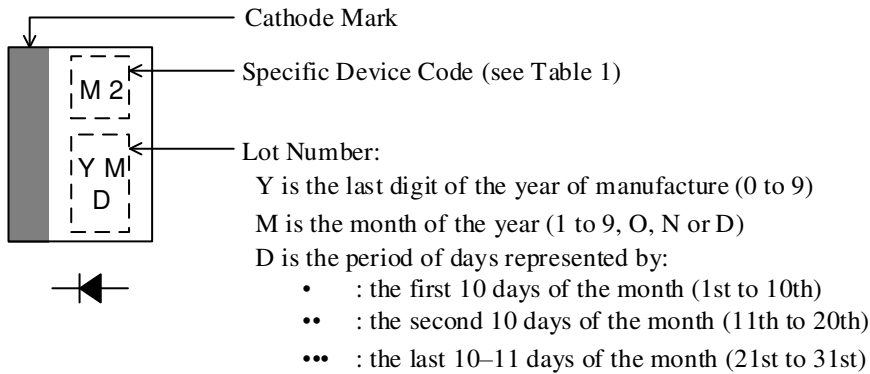 Cathode Mark
Specific Device Code (see Table 1)
M 2
Lot Number:
Y M
D
Y is the last digit of the year of manufacture (0 to 9)
M is the month of the year (1 to 9, O, N or D)
D is the period of days represented by:
• : the first 10 days of the month (1st to 10th)
•• : the second 10 days of the month (11th to 20th)
••• : the last 10–11 days of the month (21st to 31st)